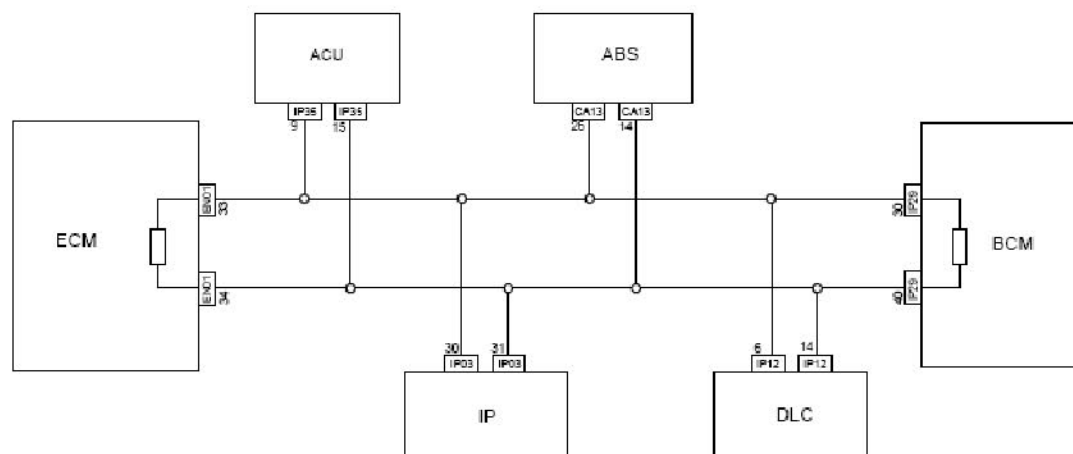 ACU
ABS
IP35 IP35
CA13 CA13
9 15
26 14
ECM
EN01
33
30
IP29
BCM
EN01
34
40
IP29
30 31
6 14
IP03 IP03
IP12 IP12
IP
DLC